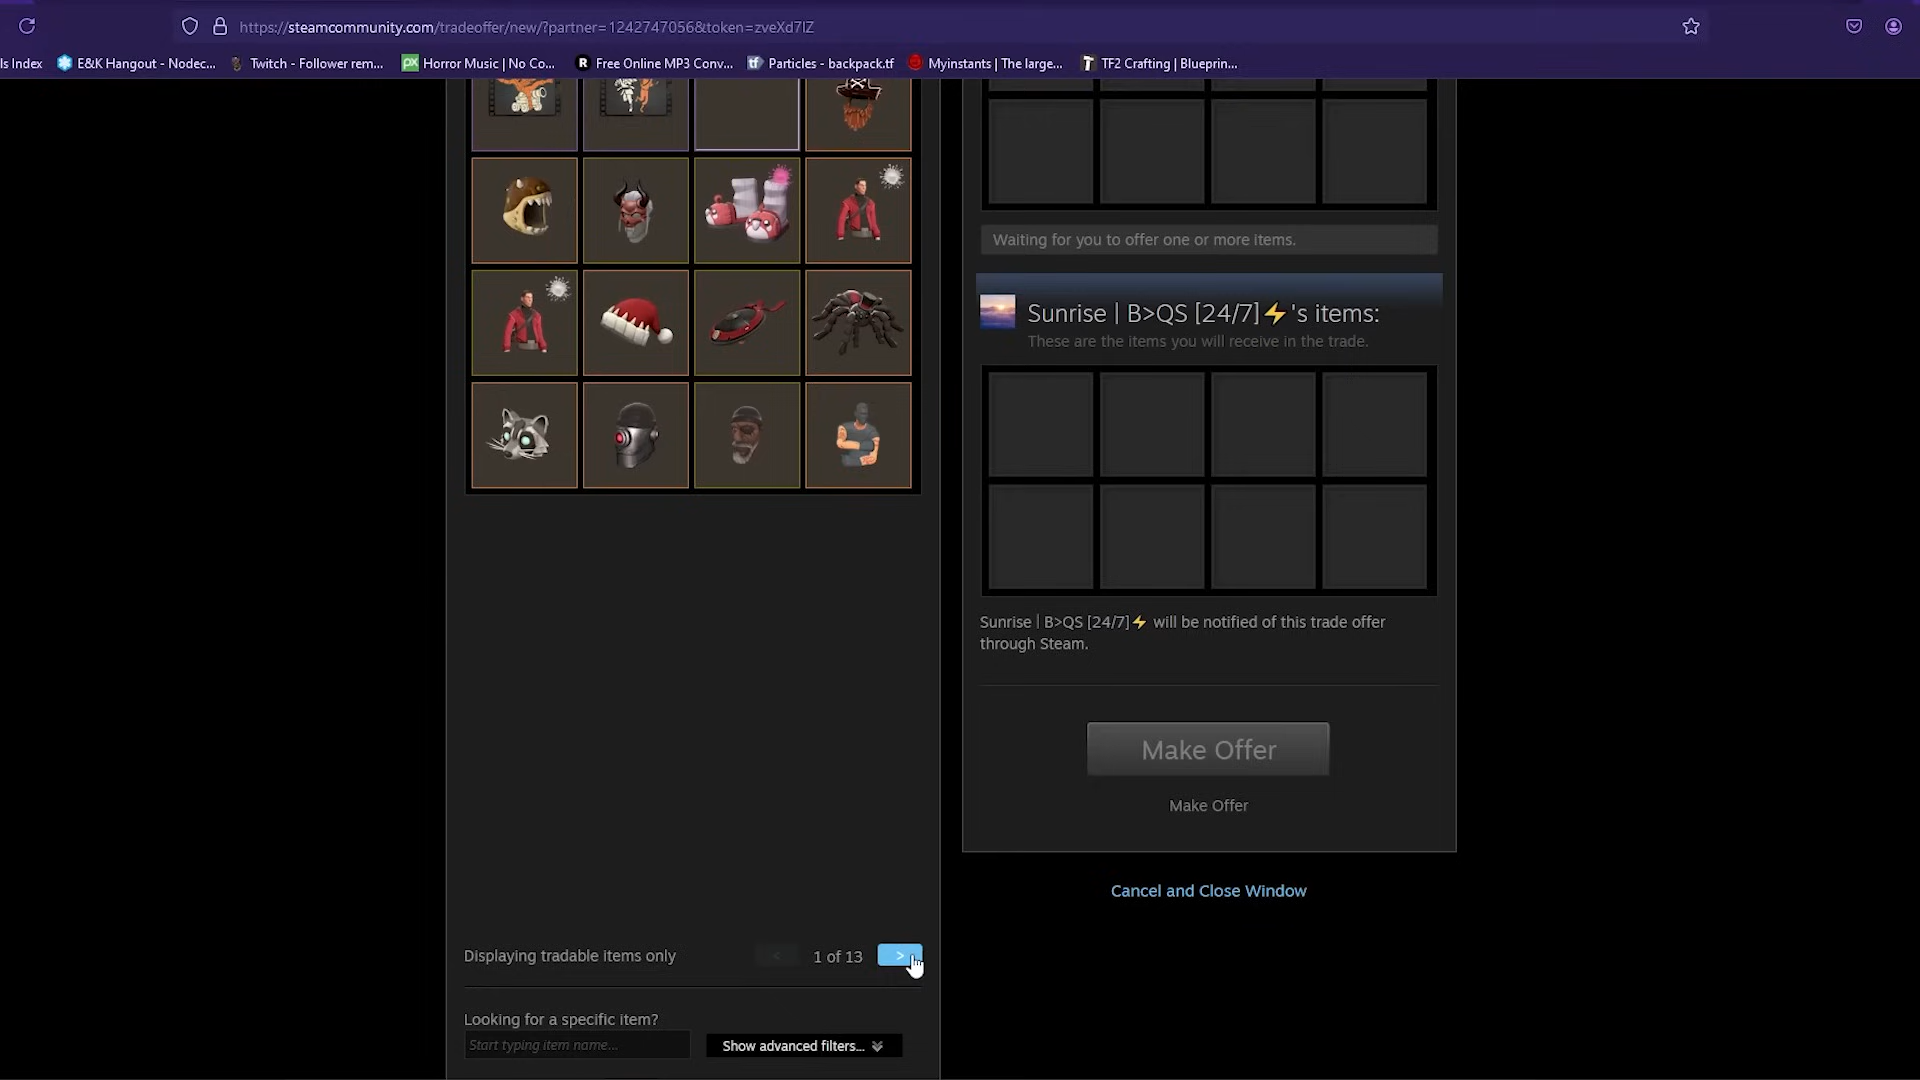 https://steamcommunity.com/tradeoffer/new/?partner=1242747056&token=zveXd7lZ
ls Index
E&K Hangout - Nodec...
Twitch - Follower rem...
px
Horror Music | No Co...
R
Free Online MP3 Conv...
tf
Particles - backpack.tf
Myinstants | The large...
T
TF2 Crafting | Blueprin...
Waiting for you to offer one or more items.
Sunrise | B>QS [24/7]⚡'s items:
These are the items you will receive in the trade.
Sunrise | B>QS [24/7]⚡ will be notified of this trade offer
through Steam.
Make Offer
Make Offer
Cancel and Close Window
Displaying tradable items only
< 1 of 13 >
Looking for a specific item?
Start typing item name...
Show advanced filters...